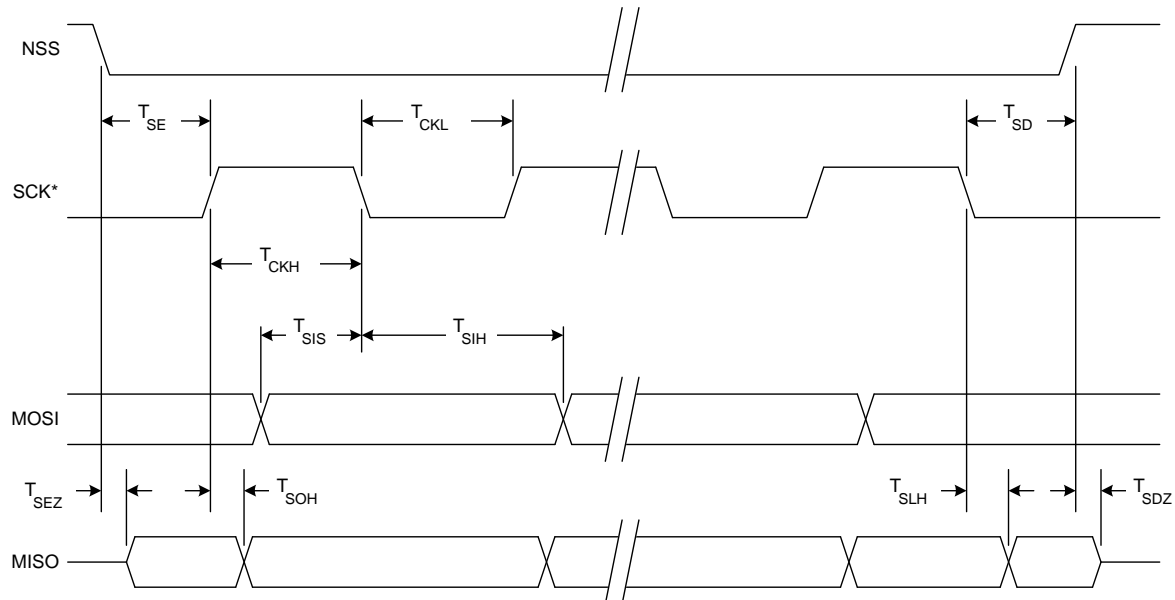 NSS
T_SE
T_CKL
T_SD
SCK*
T_CKH
T_SIS
T_SIH
MOSI
T_SEZ
T_SOH
T_SLH
T_SDZ
MISO